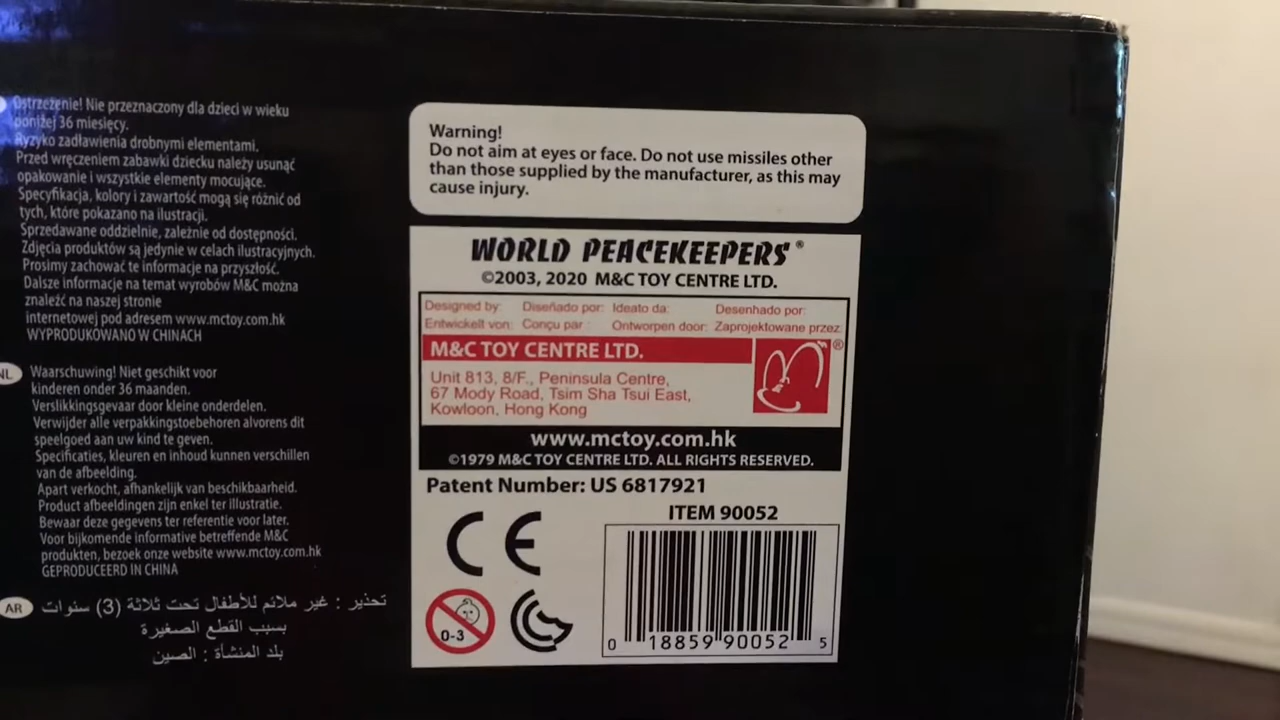 Ostrzeżenie! Nie przeznaczony dla dzieci w wieku
poniżej 36 miesięcy.
Ryzyko zadławienia drobnymi elementami.
Przed wręczeniem zabawki dziecku należy usunąć
opakowanie i wszystkie elementy mocujące.
Specyfikacja, kolory i zawartość mogą się różnić od
tych, które pokazano na ilustracji.
Sprzedawane oddzielnie, zależnie od dostępności.
Zdjęcia produktów są jedynie w celach ilustracyjnych.
Prosimy zachować te informacje na przyszłość.
Dalsze informacje na temat wyrobów M&C można
znaleźć na naszej stronie
internetowej pod adresem www.mctoy.com.hk
WYPRODUKOWANO W CHINACH
NL
Waarschuwing! Niet geschikt voor
kinderen onder 36 maanden.
Verslikkingsgevaar door kleine onderdelen.
Verwijder alle verpakkingstoebehoren alvorens dit
speelgoed aan uw kind te geven.
Specificaties, kleuren en inhoud kunnen verschillen
van de afbeelding.
Apart verkocht, afhankelijk van beschikbaarheid.
Product afbeeldingen zijn enkel ter illustratie.
Bewaar deze gegevens ter referentie voor later.
Voor bijkomende informative betreffende M&C
produkten, bezoek onze website www.mctoy.com.hk
GEPRODUCEERD IN CHINA
AR
تحذير : غير ملائم للأطفال تحت ثلاثة (3) سنوات
بسبب القطع الصغيرة
بلد المنشأة : الصين
Warning!
Do not aim at eyes or face. Do not use missiles other
than those supplied by the manufacturer, as this may
cause injury.
WORLD PEACEKEEPERS®
©2003, 2020 M&C TOY CENTRE LTD.
Designed by: Diseñado por: Ideato da: Desenhado por:
Entwickelt von: Conçu par : Ontworpen door: Zaprojektowane przez:
M&C TOY CENTRE LTD.
®
Unit 813, 8/F., Peninsula Centre,
67 Mody Road, Tsim Sha Tsui East,
Kowloon, Hong Kong
www.mctoy.com.hk
©1979 M&C TOY CENTRE LTD. ALL RIGHTS RESERVED.
Patent Number: US 6817921
ITEM 90052
CE
0-3
0 18859 90052 5